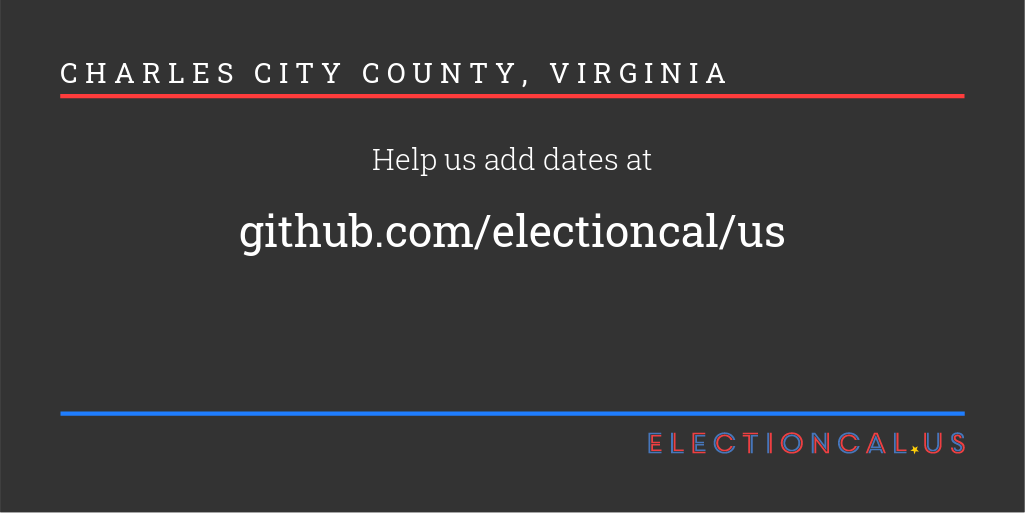 CHARLES CITY COUNTY, VIRGINIA
Help us add dates at
github.com/electioncal/us
ELECTIONCAL.US